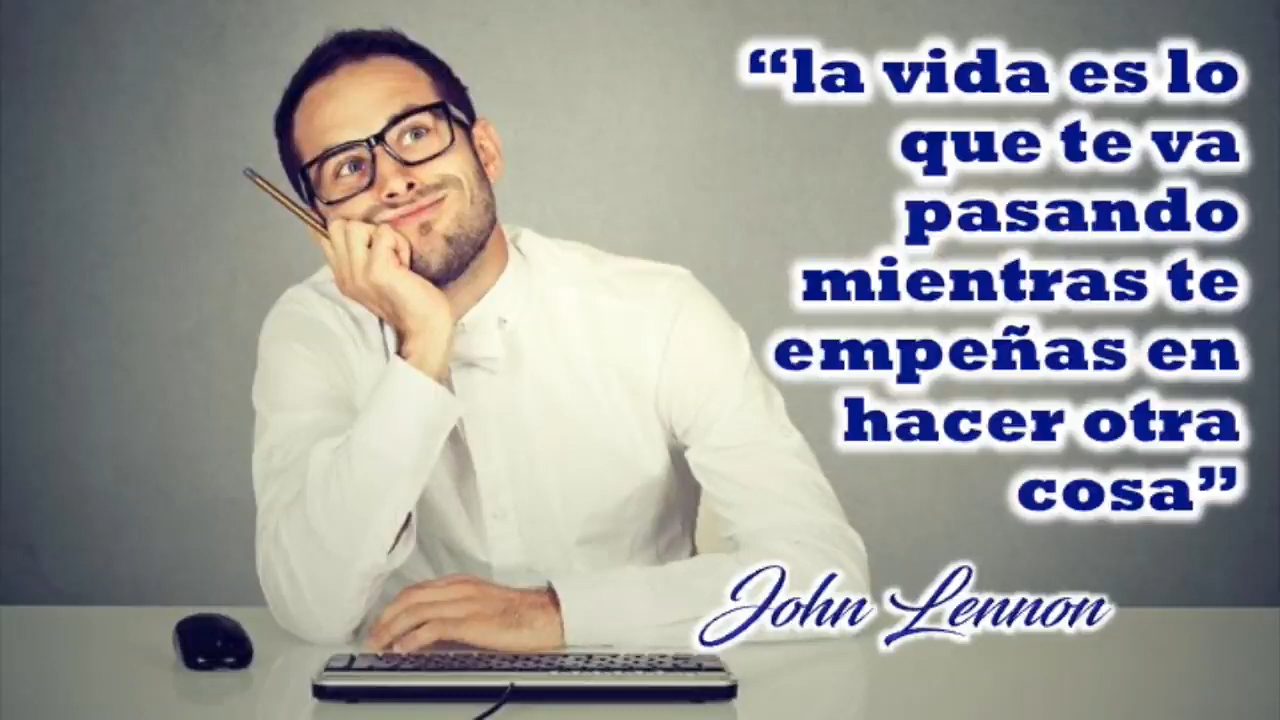 “la vida es lo
que te va
pasando
mientras te
empeñas en
hacer otra
cosa”
John Lennon